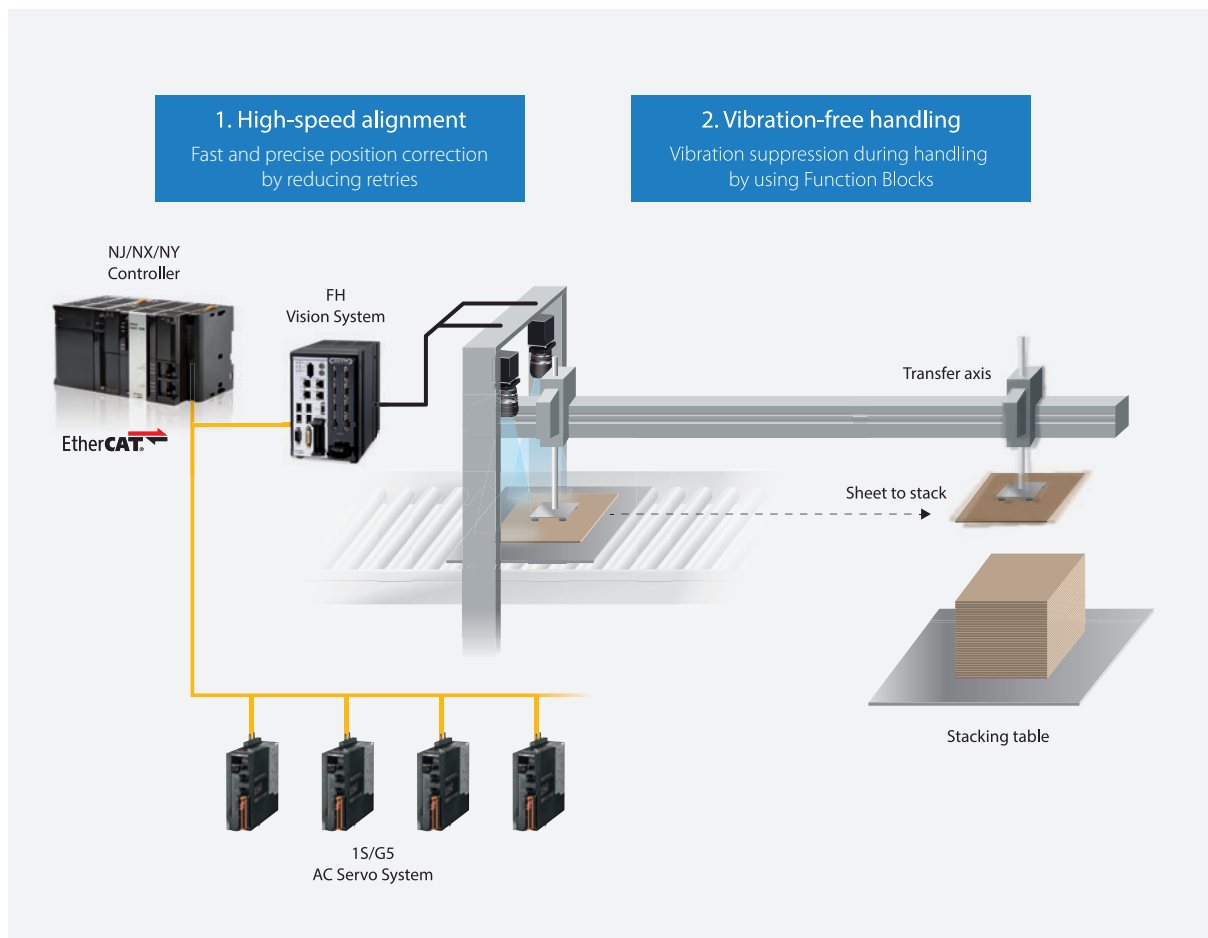 1. High-speed alignment
Fast and precise position correction
by reducing retries
2. Vibration-free handling
Vibration suppression during handling
by using Function Blocks
NJ/NX/NY
Controller
FH
Vision System
EtherCAT®
Transfer axis
Sheet to stack
Stacking table
1S/G5
AC Servo System